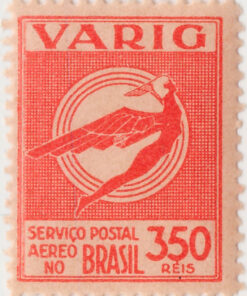 VARIG
SERVIÇO POSTAL
AEREO
NO BRASIL
350
RÉIS